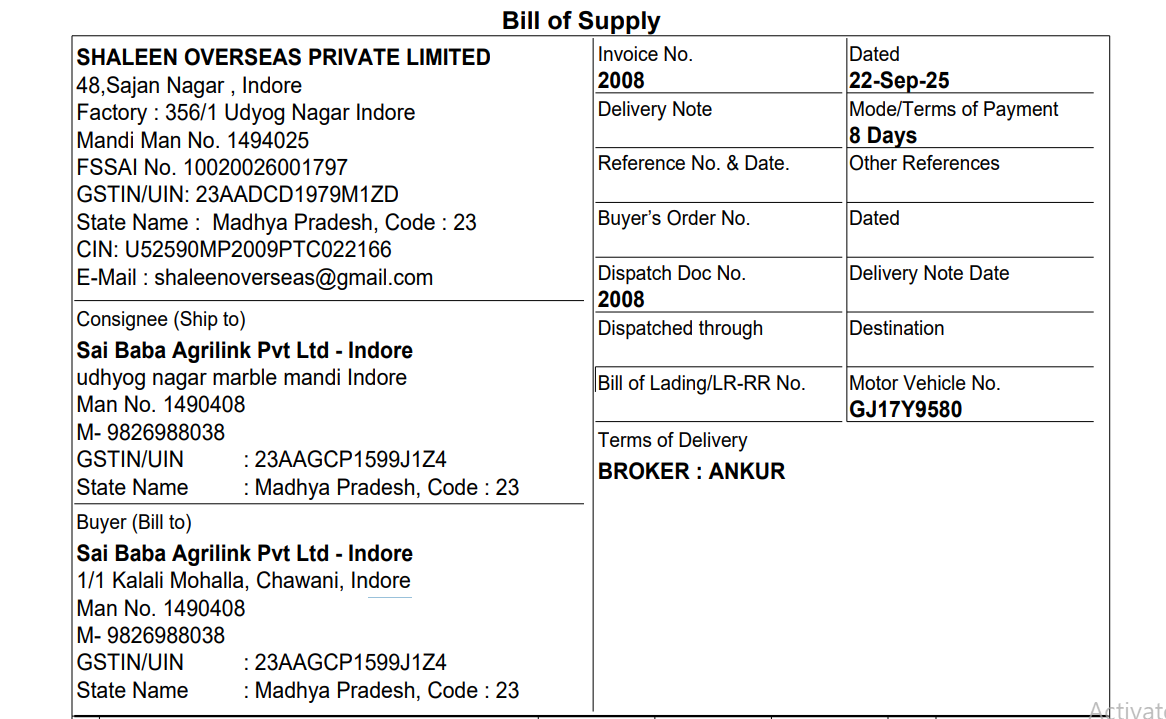 Bill of Supply
SHALEEN OVERSEAS PRIVATE LIMITED
48,Sajan Nagar , Indore
Factory : 356/1 Udyog Nagar Indore
Mandi Man No. 1494025
FSSAI No. 10020026001797
GSTIN/UIN: 23AADCD1979M1ZD
State Name :  Madhya Pradesh, Code : 23
CIN: U52590MP2009PTC022166
E-Mail : shaleenoverseas@gmail.com
Consignee (Ship to)
Sai Baba Agrilink Pvt Ltd - Indore
udhyog nagar marble mandi Indore
Man No. 1490408
M- 9826988038
GSTIN/UIN : 23AAGCP1599J1Z4
State Name : Madhya Pradesh, Code : 23
Buyer (Bill to)
Sai Baba Agrilink Pvt Ltd - Indore
1/1 Kalali Mohalla, Chawani, Indore
Man No. 1490408
M- 9826988038
GSTIN/UIN : 23AAGCP1599J1Z4
State Name : Madhya Pradesh, Code : 23
Invoice No.
2008
Dated
22-Sep-25
Delivery Note
Mode/Terms of Payment
8 Days
Reference No. & Date.
Other References
Buyer’s Order No.
Dated
Dispatch Doc No.
2008
Delivery Note Date
Dispatched through
Destination
Bill of Lading/LR-RR No.
Motor Vehicle No.
GJ17Y9580
Terms of Delivery
BROKER : ANKUR